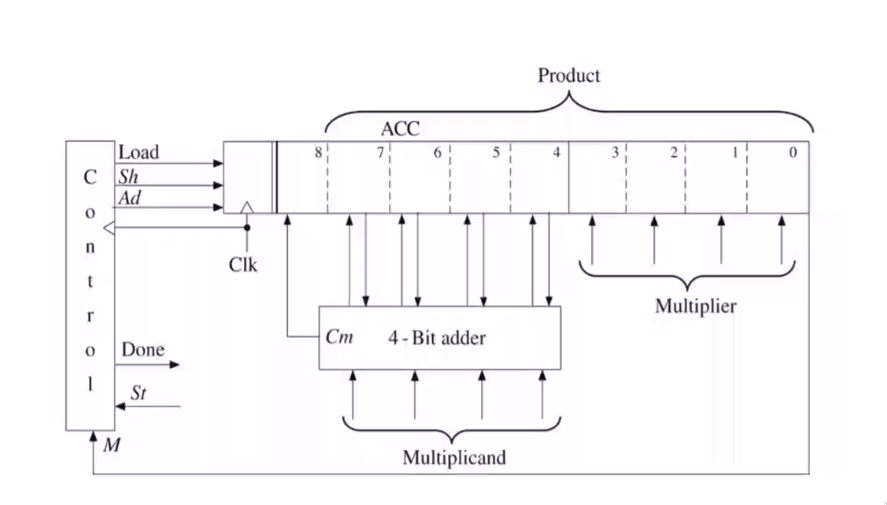 Product
ACC
8 7 6 5 4 3 2 1 0
Load
Sh
Ad
Control
Clk
Multiplier
Cm 4-Bit adder
Done
St
M
Multiplicand